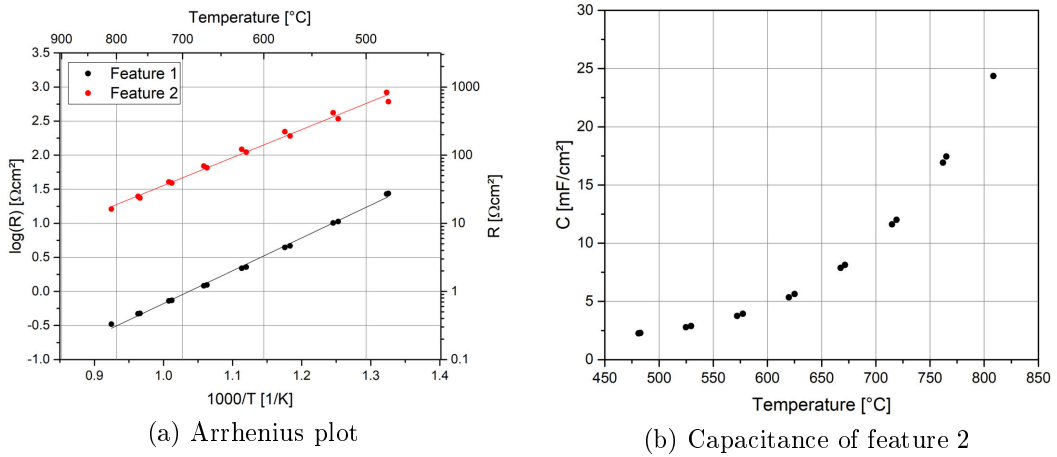 Temperature [°C]
900 800 700 600 500
3.5
3.0
2.5
2.0
1.5
1.0
0.5
0.0
-0.5
-1.0
log(R) [Ωcm²]
Feature 1
Feature 2
1000
100
10
1
0.1
R [Ωcm²]
0.9 1.0 1.1 1.2 1.3 1.4
1000/T [1/K]
(a) Arrhenius plot
30
25
20
15
10
5
0
C [mF/cm²]
450 500 550 600 650 700 750 800 850
Temperature [°C]
(b) Capacitance of feature 2